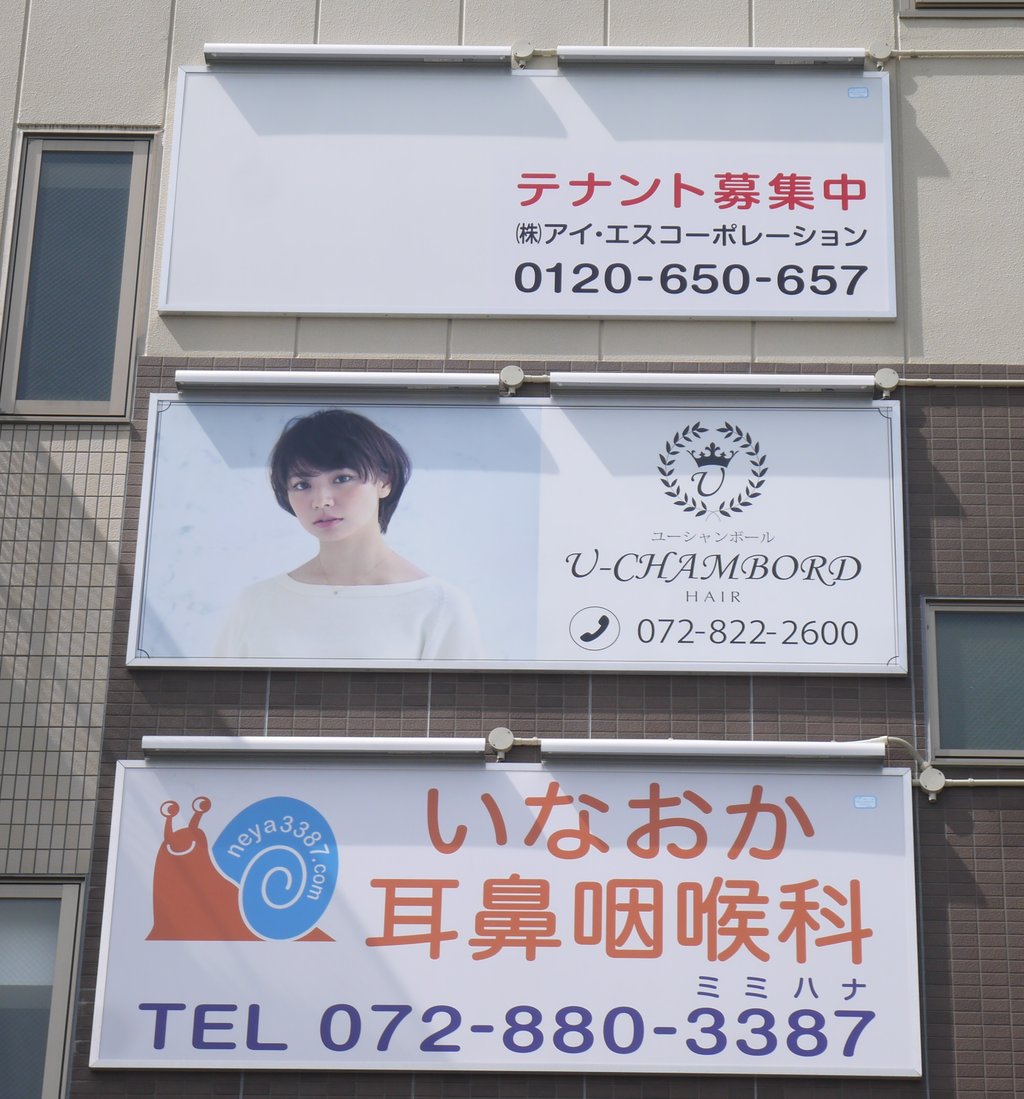 テナント募集中
㈱アイ・エスコーポレーション
0120-650-657
U
ユーシャンボール
U-CHAMBORD
HAIR
072-822-2600
neya3387.com
いなおか
耳鼻咽喉科
ミミハナ
TEL 072-880-3387